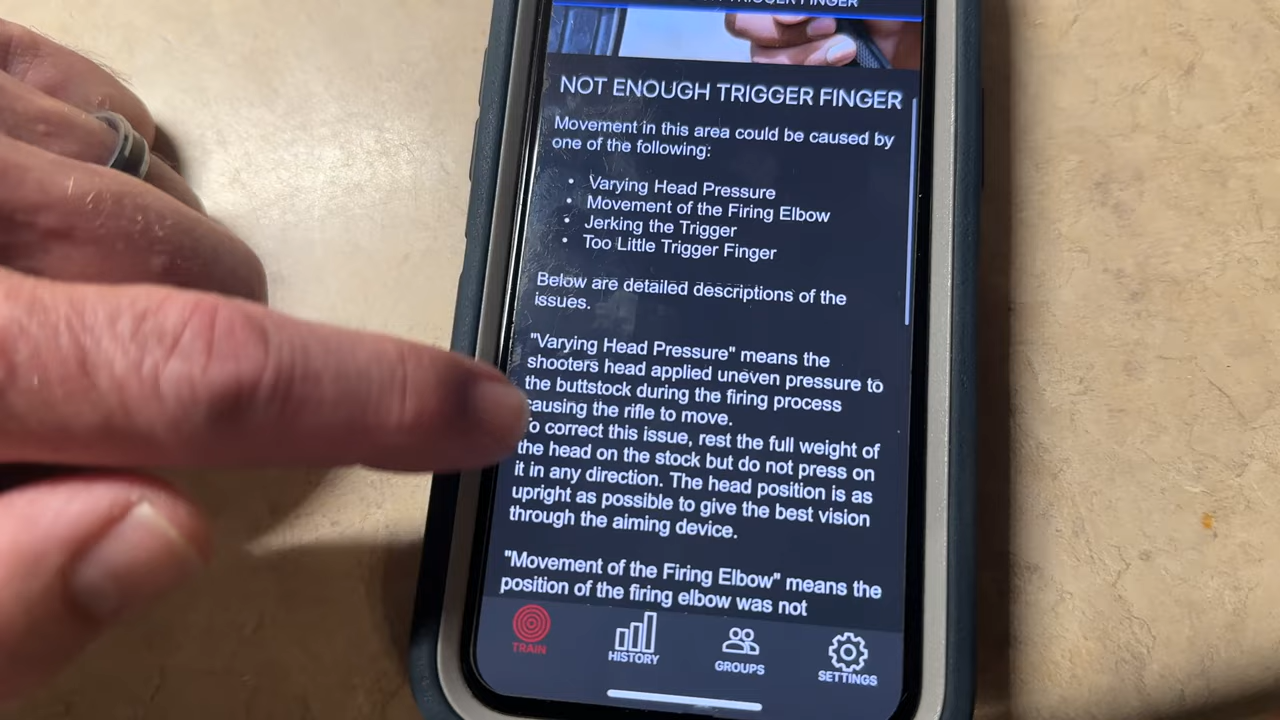 TRIGGER FINGER
NOT ENOUGH TRIGGER FINGER
Movement in this area could be caused by
one of the following:
• Varying Head Pressure
• Movement of the Firing Elbow
• Jerking the Trigger
• Too Little Trigger Finger
Below are detailed descriptions of the
issues.
"Varying Head Pressure" means the
shooters head applied uneven pressure to
the buttstock during the firing process
causing the rifle to move.
To correct this issue, rest the full weight of
the head on the stock but do not press on
it in any direction. The head position is as
upright as possible to give the best vision
through the aiming device.
"Movement of the Firing Elbow" means the
position of the firing elbow was not
TRAIN
HISTORY
GROUPS
SETTINGS